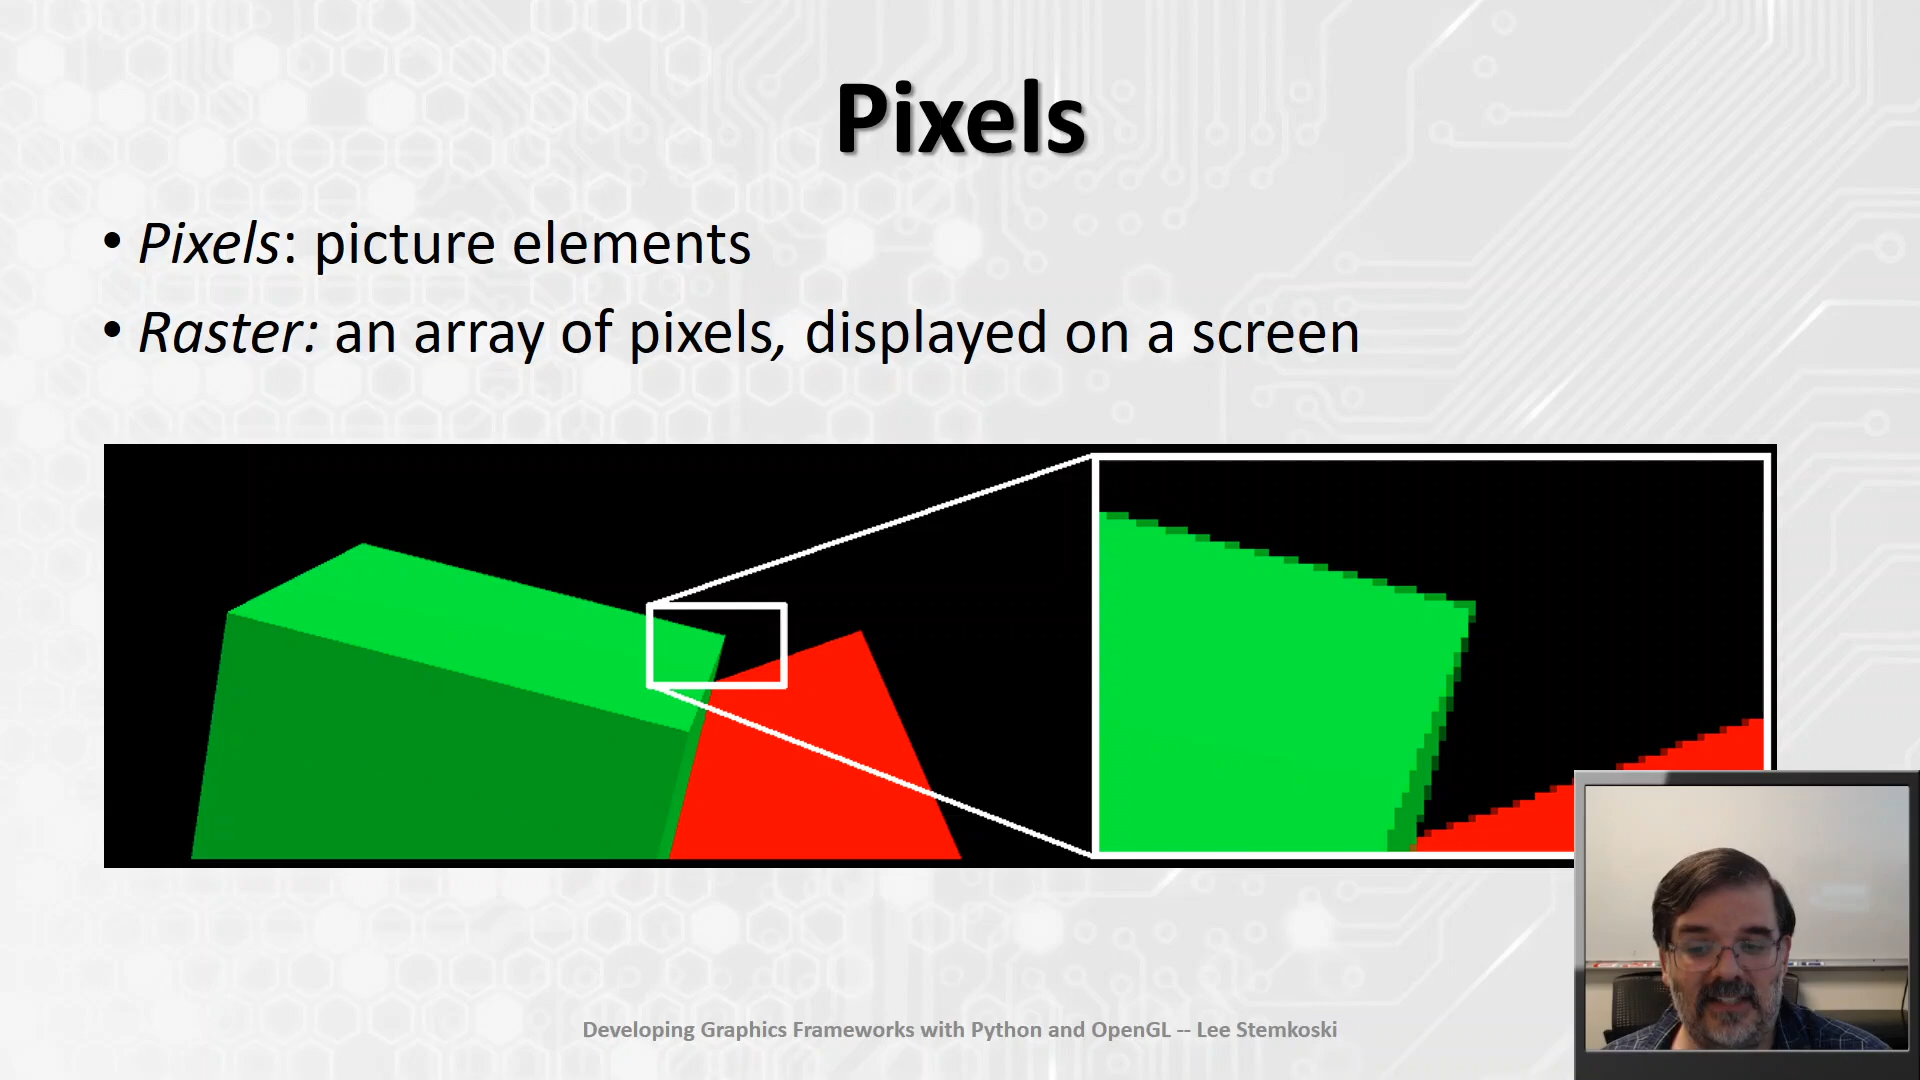 Pixels
• Pixels: picture elements
• Raster: an array of pixels, displayed on a screen
Developing Graphics Frameworks with Python and OpenGL -- Lee Stemkoski